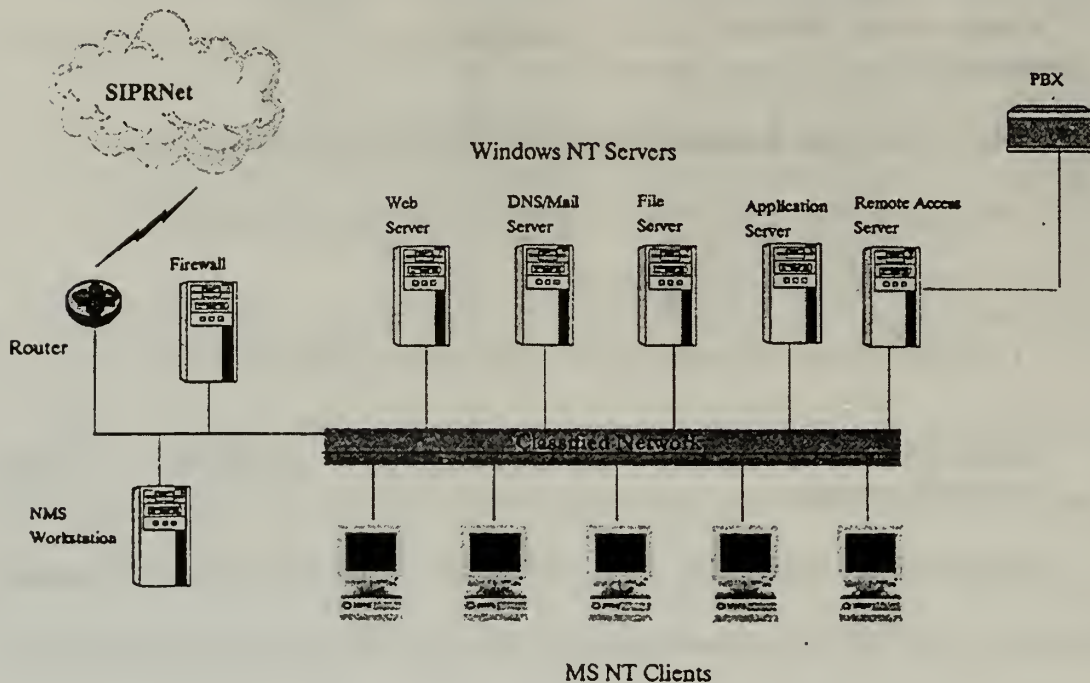 SIPRNet
PBX
Windows NT Servers
Web
Server
DNS/Mail
Server
File
Server
Application
Server
Remote Access
Server
Firewall
Router
Classified Network
NMS
Workstation
MS NT Clients